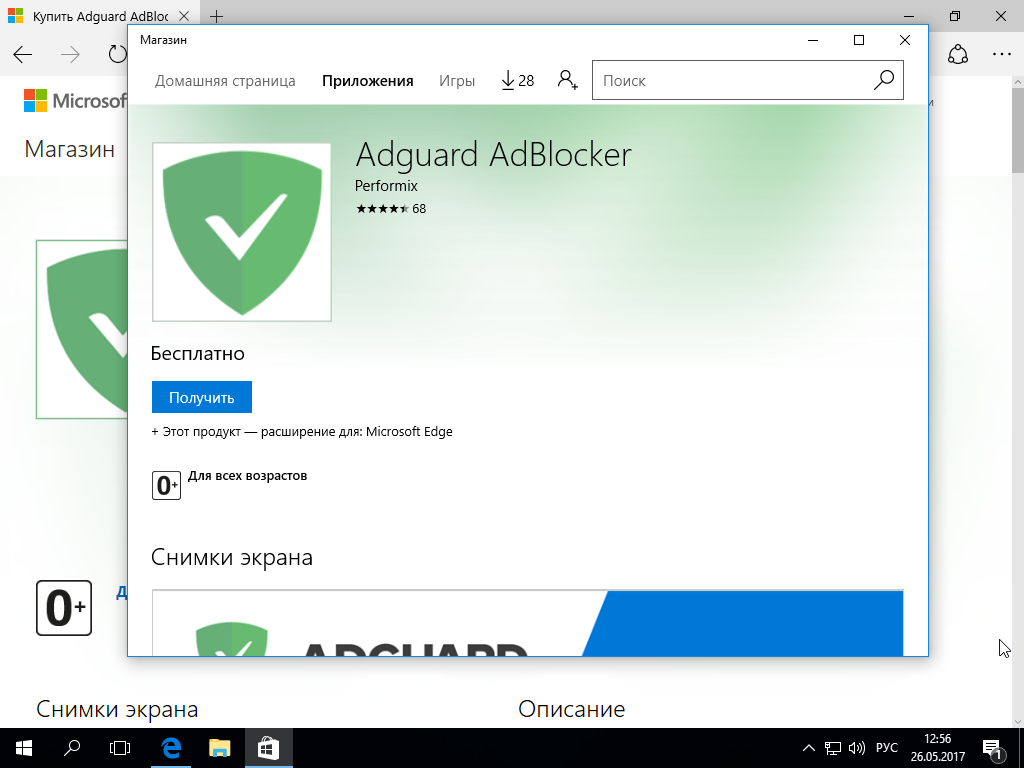 Купить Adguard AdBloc
Магазин
Домашняя страница Приложения Игры 28 Поиск
Microsof
Магазин
Adguard AdBlocker
Performix
68
Бесплатно
Получить
+ Этот продукт — расширение для: Microsoft Edge
0+ Для всех возрастов
Снимки экрана
ADGUARD
0+ Д
Снимки экрана Описание
РУС 12:56
26.05.2017
1